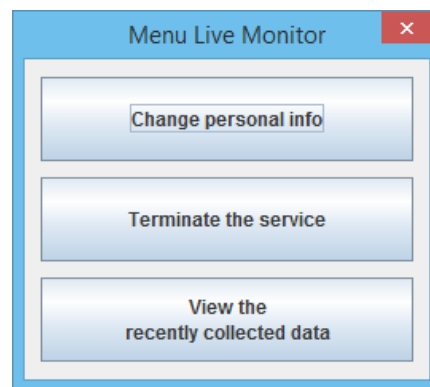 Menu Live Monitor
Change personal info
Terminate the service
View the
recently collected data